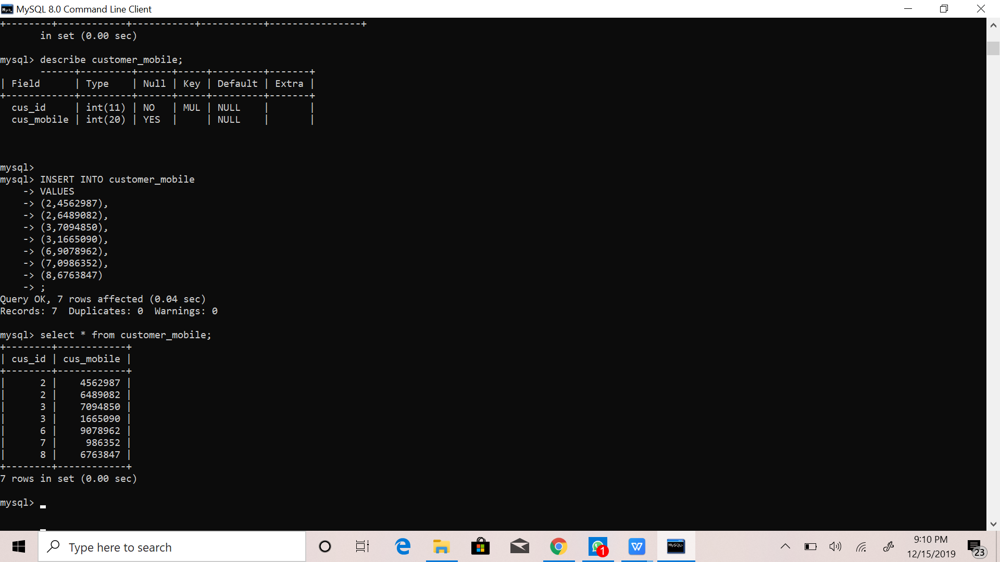 MySQL 8.0 Command Line Client
+--------+------------+-----------+-----------+----------------+
in set (0.00 sec)
mysql> describe customer_mobile;
------+---------+------+-----+---------+-------+
| Field      | Type    | Null | Key | Default | Extra |
+------------+---------+------+-----+---------+-------+
cus_id     | int(11) | NO   | MUL | NULL    |       |
cus_mobile | int(20) | YES  |     | NULL    |       |
mysql>
mysql> INSERT INTO customer_mobile
-> VALUES
-> (2,4562987),
-> (2,6489082),
-> (3,7094850),
-> (3,1665090),
-> (6,9078962),
-> (7,0986352),
-> (8,6763847)
-> ;
Query OK, 7 rows affected (0.04 sec)
Records: 7  Duplicates: 0  Warnings: 0
mysql> select * from customer_mobile;
+--------+------------+
| cus_id | cus_mobile |
+--------+------------+
|      2 |    4562987 |
|      2 |    6489082 |
|      3 |    7094850 |
|      3 |    1665090 |
|      6 |    9078962 |
|      7 |     986352 |
|      8 |    6763847 |
+--------+------------+
7 rows in set (0.00 sec)
mysql>
Type here to search
1
MySQL
9:10 PM
12/15/2019
23